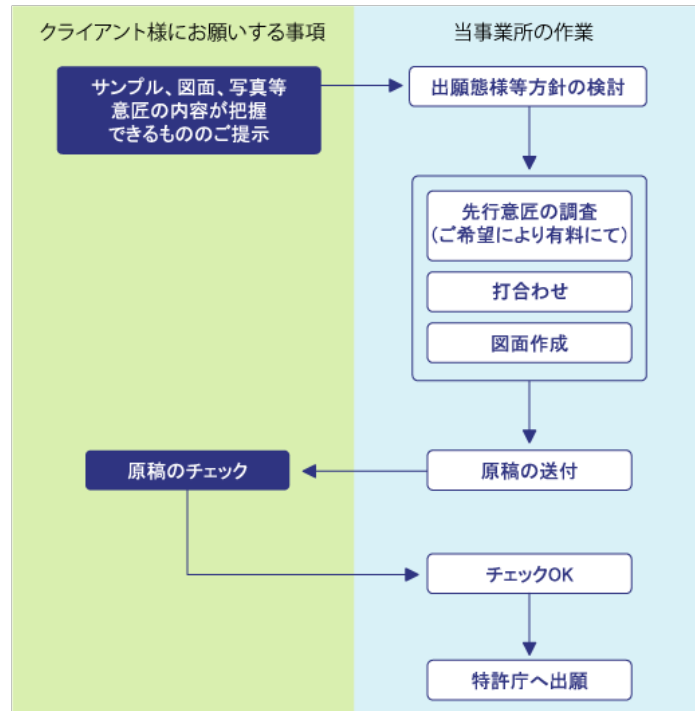 クライアント様にお願いする事項
当事業所の作業
サンプル、図面、写真等
意匠の内容が把握
できるもののご提示
出願態様等方針の検討
先行意匠の調査
(ご希望により有料にて)
打合わせ
図面作成
原稿のチェック
原稿の送付
チェックOK
特許庁へ出願